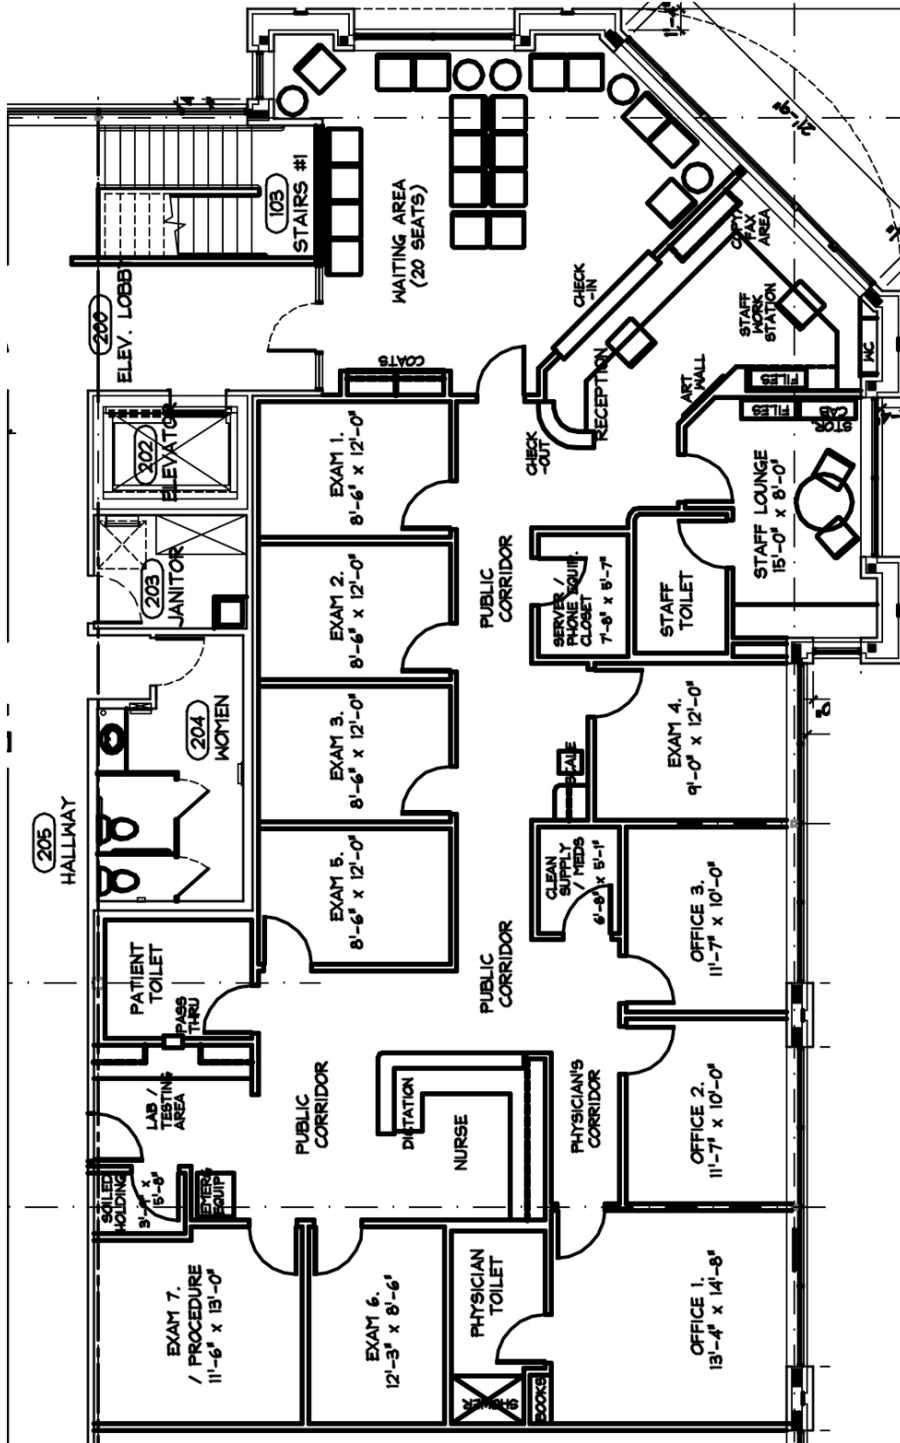 1'-4"
21'-9"
4"
103
STAIRS #1
WAITING AREA
(20 SEATS)
COPY/
FAX
AREA
CHECK
-IN
200
ELEV. LOBBY
STAFF
WORK
STATION
COATS
RECEPTION
ART
WALL
FILES
WC
202
ELEVATOR
EXAM 1.
8'-6" x 12'-0"
CHECK
-OUT
FILES
STOR.
CAB
STAFF LOUNGE
15'-0" x 8'-0"
203
JANITOR
EXAM 2.
8'-6" x 12'-0"
PUBLIC
CORRIDOR
SERVER /
PHONE EQUIP.
CLOSET
7'-8" x 5'-7"
STAFF
TOILET
204
WOMEN
EXAM 3.
8'-6" x 12'-0"
SCALE
EXAM 4.
9'-0" x 12'-0"
205
HALLWAY
EXAM 5.
8'-6" x 12'-0"
CLEAN
SUPPLY
/ MEDS
6'-8" x 5'-1"
OFFICE 3.
11'-7" x 10'-0"
PATIENT
TOILET
PASS
THRU
PUBLIC
CORRIDOR
LAB /
TESTING
AREA
PUBLIC
CORRIDOR
DICTATION
NURSE
PHYSICIAN'S
CORRIDOR
OFFICE 2.
11'-7" x 10'-0"
SOILED
HOLDING
5'-8"
EMERG
EQUIP
EXAM 7.
/ PROCEDURE
11'-6" x 13'-0"
EXAM 6.
12'-3" x 8'-6"
PHYSICIAN
TOILET
BOOKS
OFFICE 1.
13'-4" x 14'-8"